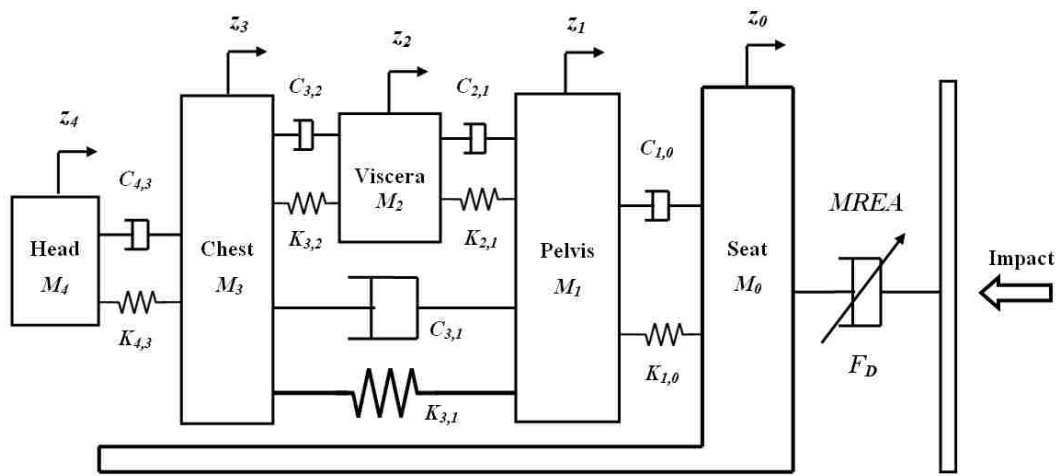 z₃
z₂
z₁
z₀
z₄
C₃,₂
C₂,₁
C₁,₀
C₄,₃
Viscera
M₂
K₃,₂
K₂,₁
MREA
Head
M₄
Chest
M₃
Pelvis
M₁
Seat
M₀
Impact
K₄,₃
C₃,₁
K₁,₀
F_D
K₃,₁